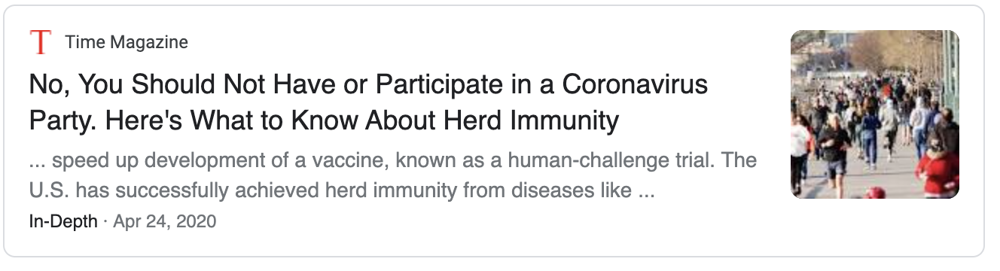 T Time Magazine
No, You Should Not Have or Participate in a Coronavirus
Party. Here's What to Know About Herd Immunity
... speed up development of a vaccine, known as a human-challenge trial. The
U.S. has successfully achieved herd immunity from diseases like ...
In-Depth · Apr 24, 2020